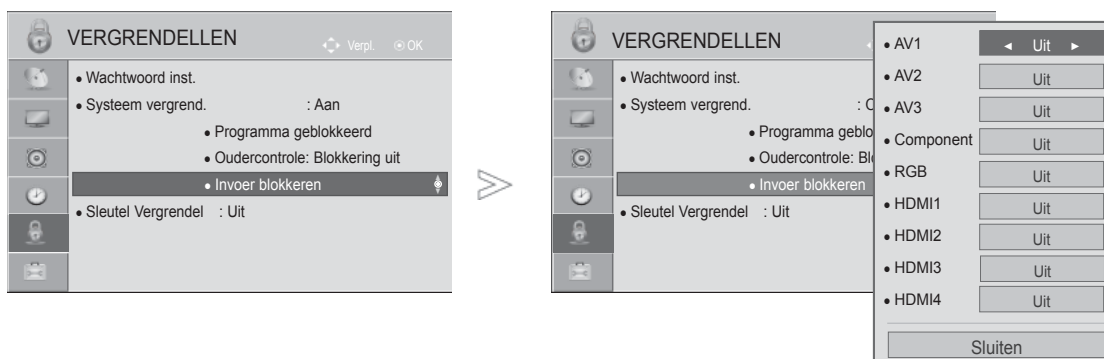 VERGRENDELLEN
Verpl. OK
• Wachtwoord inst.
• Systeem vergrend. : Aan
• Programma geblokkeerd
• Oudercontrole: Blokkering uit
• Invoer blokkeren
• Sleutel Vergrendel : Uit
>
VERGRENDELLEN
• Wachtwoord inst.
• Systeem vergrend. :
• Programma geblo
• Oudercontrole: Bl
• Invoer blokkeren
• Sleutel Vergrendel : Uit
• AV1 ◄ Uit ►
• AV2 Uit
• AV3 Uit
• Component Uit
• RGB Uit
• HDMI1 Uit
• HDMI2 Uit
• HDMI3 Uit
• HDMI4 Uit
Sluiten